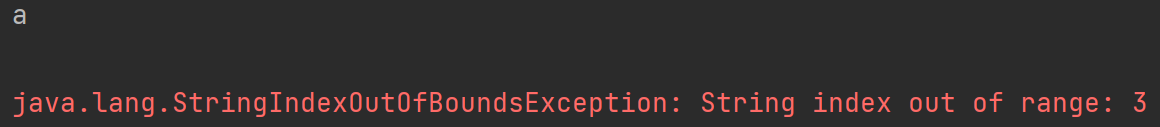 a
java.lang.StringIndexOutOfBoundsException: String index out of range: 3